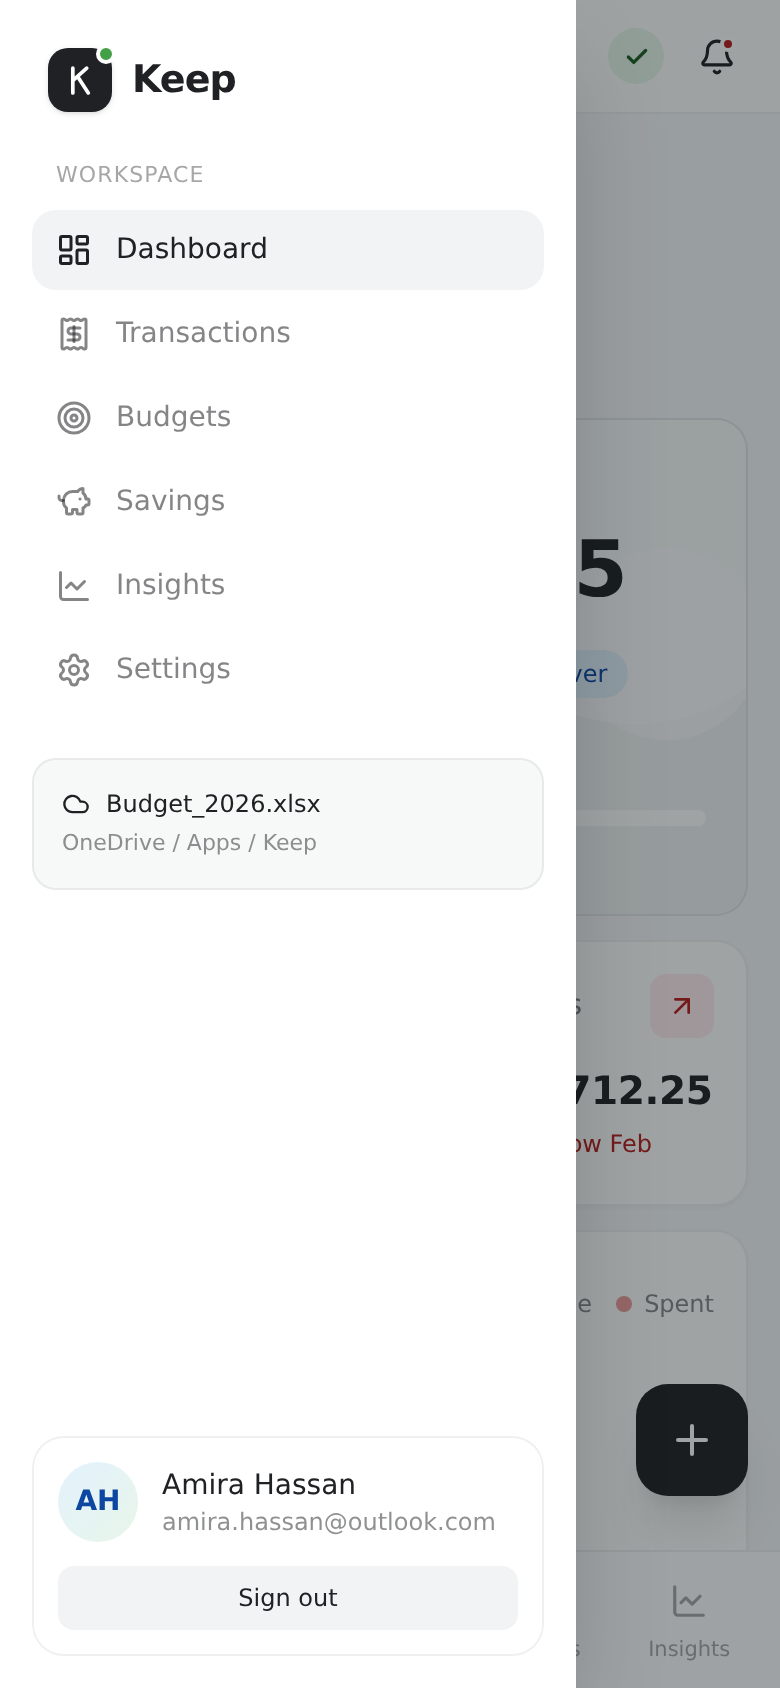 K
Keep
WORKSPACE
Dashboard
Transactions
Budgets
Savings
Insights
Settings
Budget_2026.xlsx
OneDrive / Apps / Keep
5
712.25
Feb
Spent
AH
Amira Hassan
amira.hassan@outlook.com
Sign out
Insights